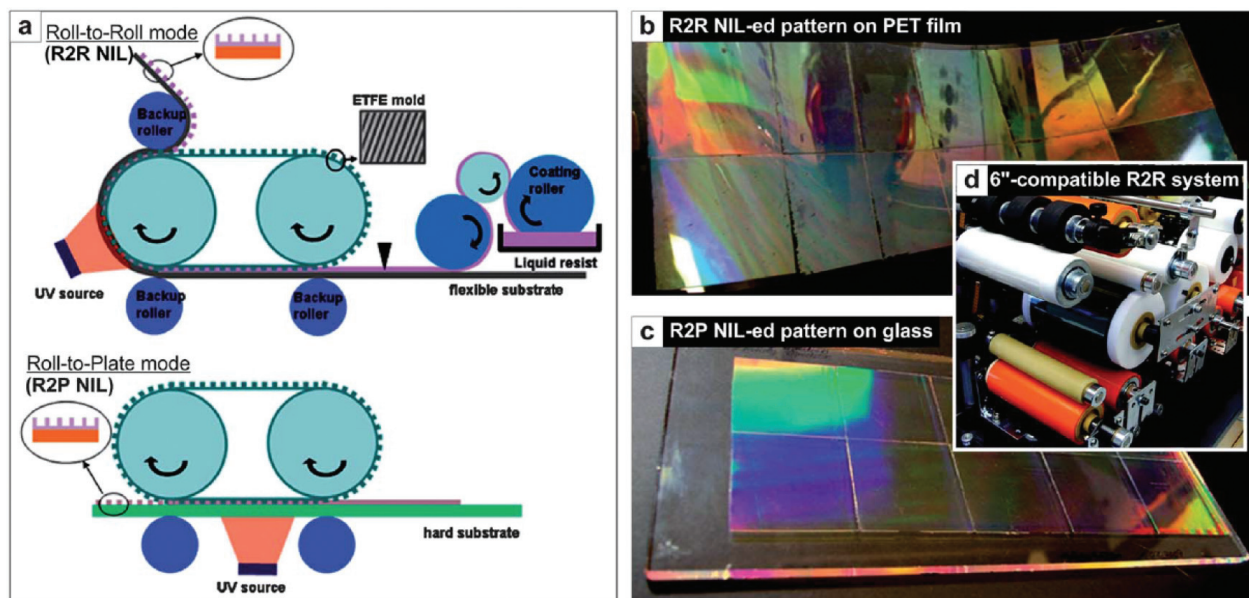 a
Roll-to-Roll mode
(R2R NIL)
Backup
roller
ETFE mold
Coating
roller
Liquid resist
UV source
Backup
roller
Backup
roller
flexible substrate
Roll-to-Plate mode
(R2P NIL)
hard substrate
UV source
b R2R NIL-ed pattern on PET film
d 6"-compatible R2R system
c R2P NIL-ed pattern on glass